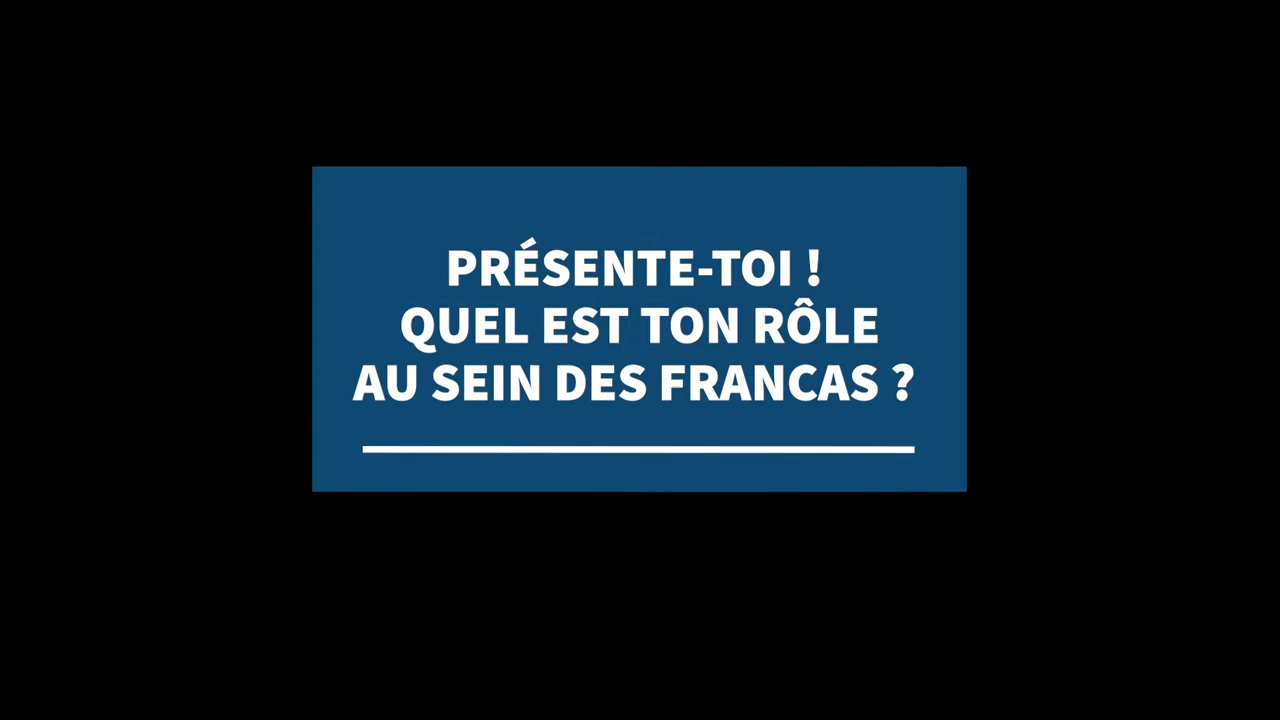 PRÉSENTE-TOI !
QUEL EST TON RÔLE
AU SEIN DES FRANCAS ?